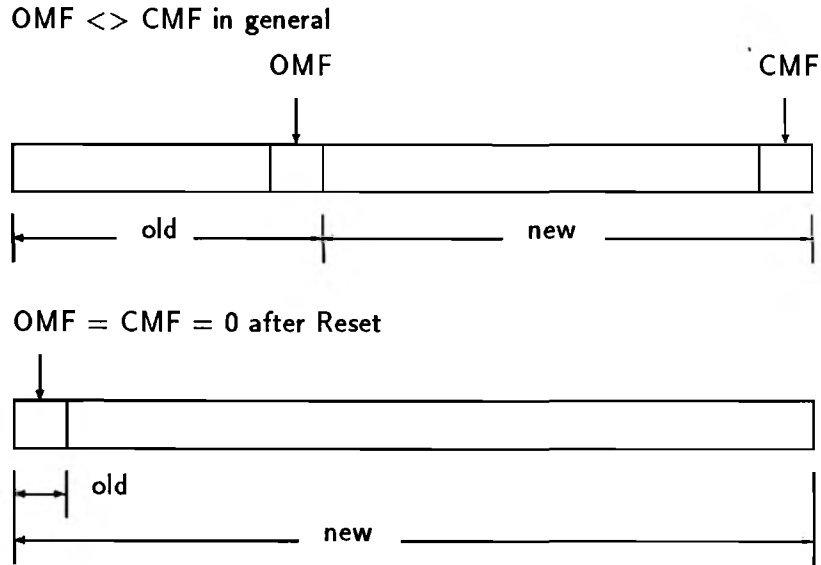 OMF <> CMF in general
OMF CMF
old new
OMF = CMF = 0 after Reset
old
new